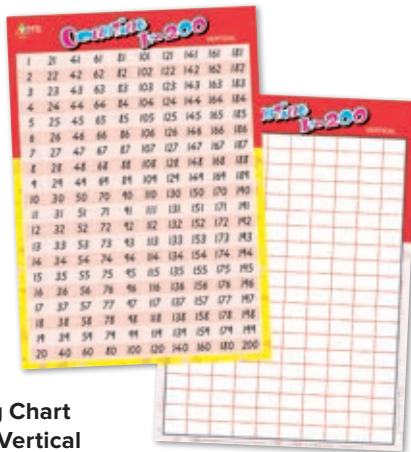 Counting
to 200
VERTICAL
1 21 41 61 81 101 121 141 161 181
2 22 42 62 82 102 122 142 162 182
3 23 43 63 83 103 123 143 163 183
4 24 44 64 84 104 124 144 164 184
5 25 45 65 85 105 125 145 165 185
6 26 46 66 86 106 126 146 166 186
7 27 47 67 87 107 127 147 167 187
8 28 48 68 88 108 128 148 168 188
9 29 49 69 89 109 129 149 169 189
10 30 50 70 90 110 130 150 170 190
11 31 51 71 91 111 131 151 171 191
12 32 52 72 92 112 132 152 172 192
13 33 53 73 93 113 133 153 173 193
14 34 54 74 94 114 134 154 174 194
15 35 55 75 95 115 135 155 175 195
16 36 56 76 96 116 136 156 176 196
17 37 57 77 97 117 137 157 177 197
18 38 58 78 98 118 138 158 178 198
19 39 59 79 99 119 139 159 179 199
20 40 60 80 100 120 140 160 180 200
to 200
VERTICAL
g Chart
Vertical